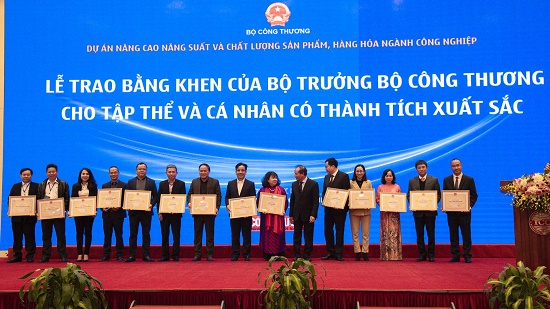 BỘ CÔNG THƯƠNG
DỰ ÁN NÂNG CAO NĂNG SUẤT VÀ CHẤT LƯỢNG SẢN PHẨM, HÀNG HÓA NGÀNH CÔNG NGHIỆP
LỄ TRAO BẰNG KHEN CỦA BỘ TRƯỞNG BỘ CÔNG THƯƠNG
CHO TẬP THỂ VÀ CÁ NHÂN CÓ THÀNH TÍCH XUẤT SẮC